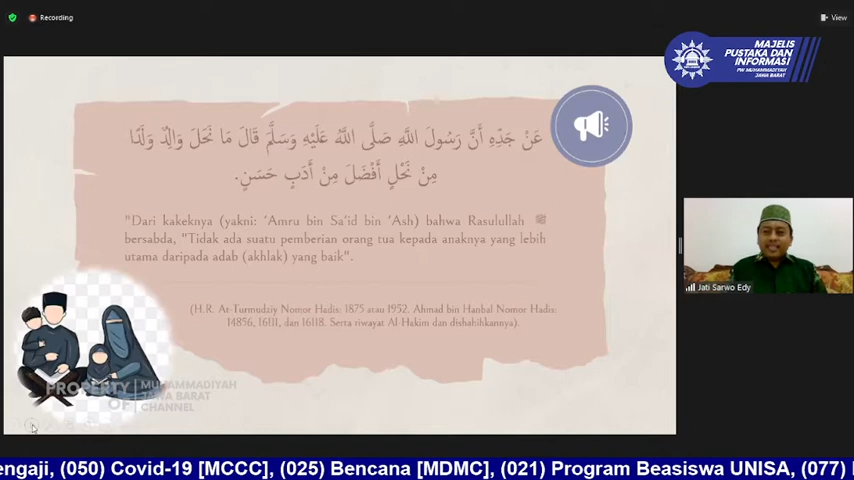 Recording
View
MAJELIS
PUSTAKA DAN
INFORMASI
PW MUHAMMADIYAH
JAWA BARAT
عَنْ جَدِّهِ أَنَّ رَسُولَ اللَّهِ صَلَّى اللَّهُ عَلَيْهِ وَسَلَّمَ قَالَ مَا نَحَلَ وَالِدٌ وَلَدًا
مِنْ نَحْلٍ أَفْضَلَ مِنْ أَدَبٍ حَسَنٍ.
"Dari kakeknya (yakni: 'Amru bin Sa'id bin 'Ash) bahwa Rasulullah ﷺ
bersabda, "Tidak ada suatu pemberian orang tua kepada anaknya yang lebih
utama daripada adab (akhlak) yang baik".
(H.R. At-Turmudziy Nomor Hadis: 1875 atau 1952. Ahmad bin Hanbal Nomor Hadis:
14856, 16111, dan 16118. Serta riwayat Al-Hakim dan dishahihkannya).
Jati Sarwo Edy
PROPERTY OF
MUHAMMADIYAH
JAWA BARAT
CHANNEL
engaji, (050) Covid-19 [MCCC], (025) Bencana [MDMC], (021) Program Beasiswa UNISA, (077)